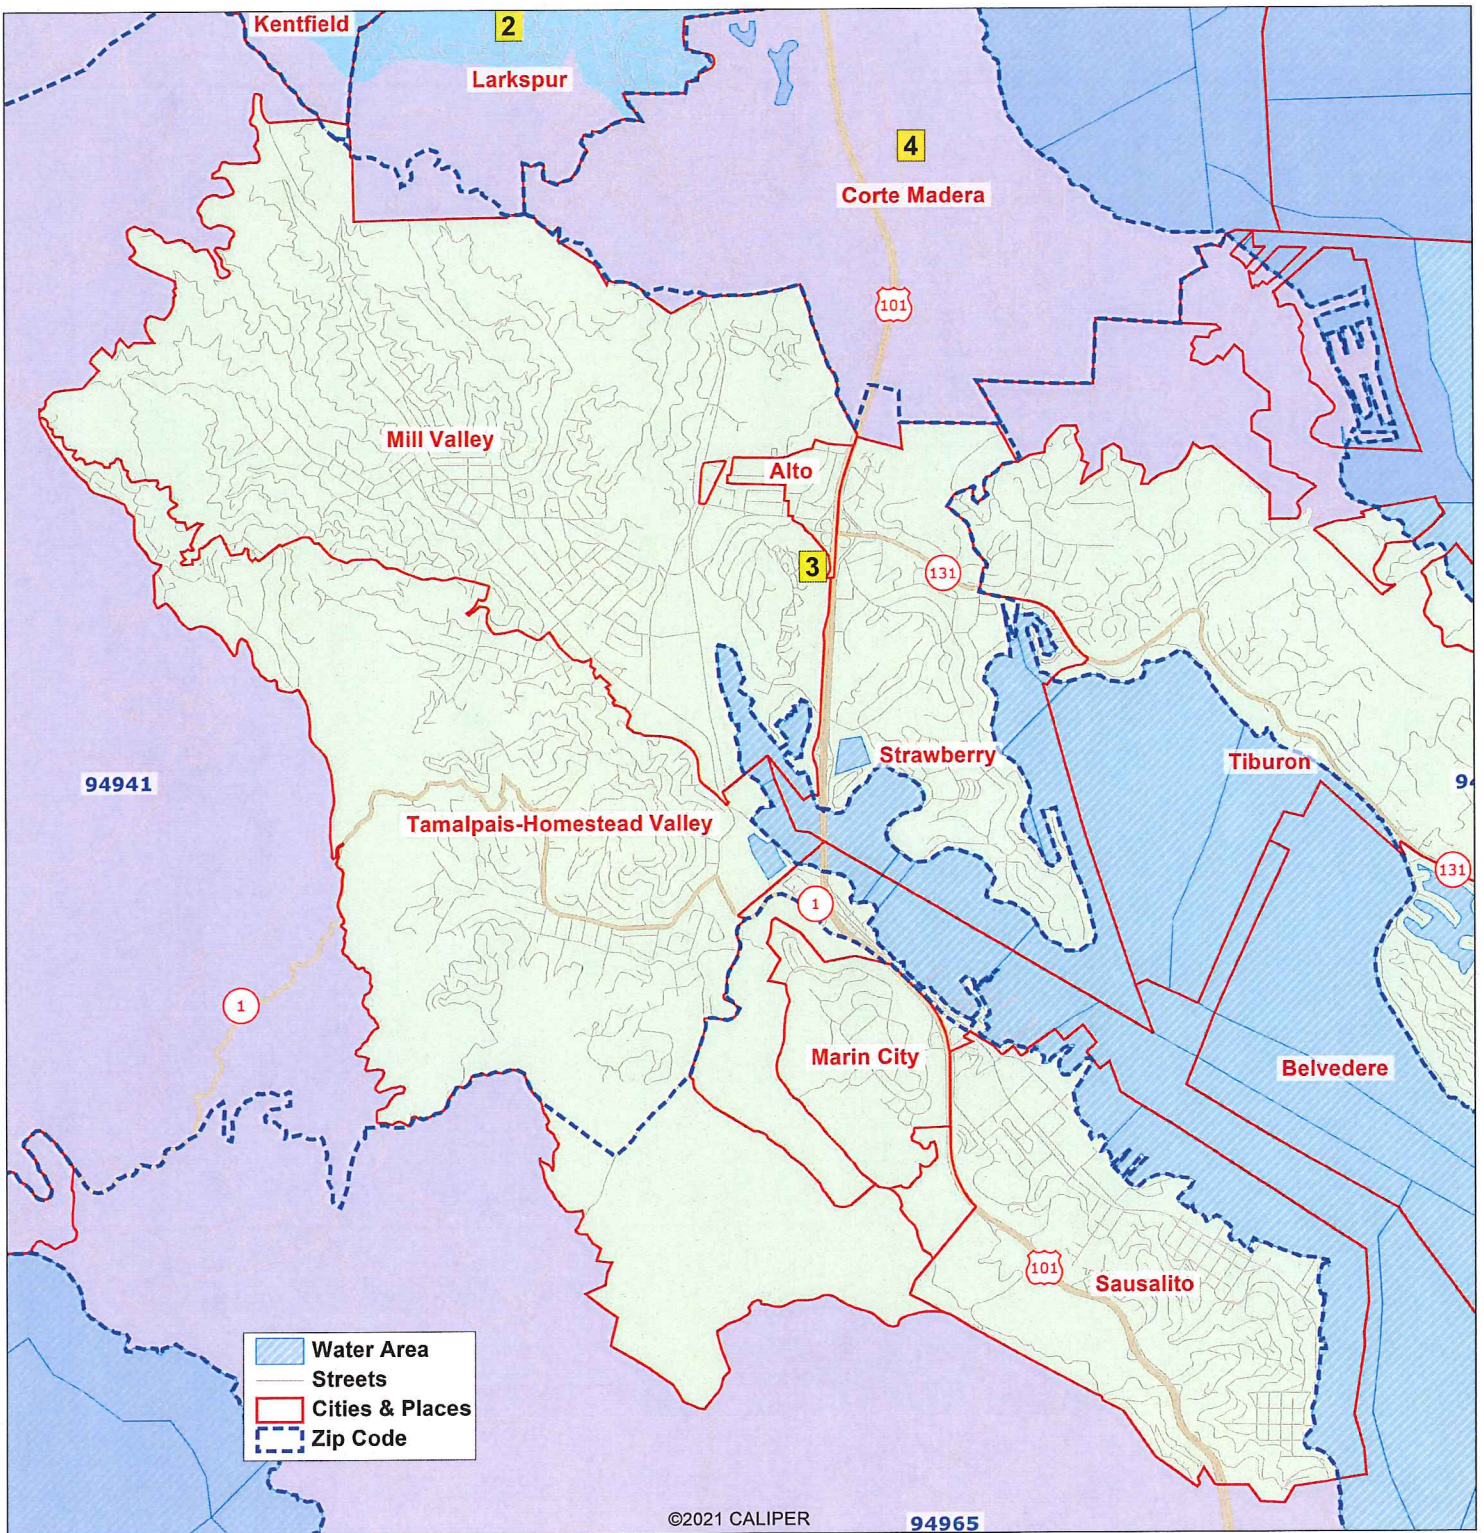 Kentfield
2
Larkspur
4
Corte Madera
101
Mill Valley
Alto
3
131
94941
Strawberry
Tiburon
94
Tamalpais-Homestead Valley
131
1
1
Marin City
Belvedere
101
Sausalito
Water Area
Streets
Cities & Places
Zip Code
©2021 CALIPER
94965